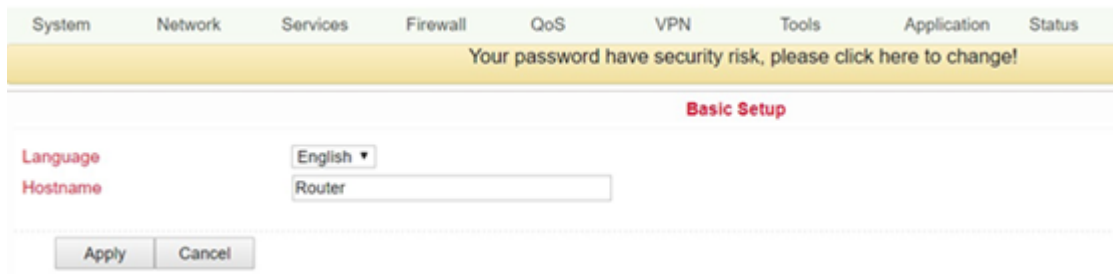 System Network Services Firewall QoS VPN Tools Application Status
Your password have security risk, please click here to change!
Basic Setup
Language English
Hostname Router
Apply Cancel